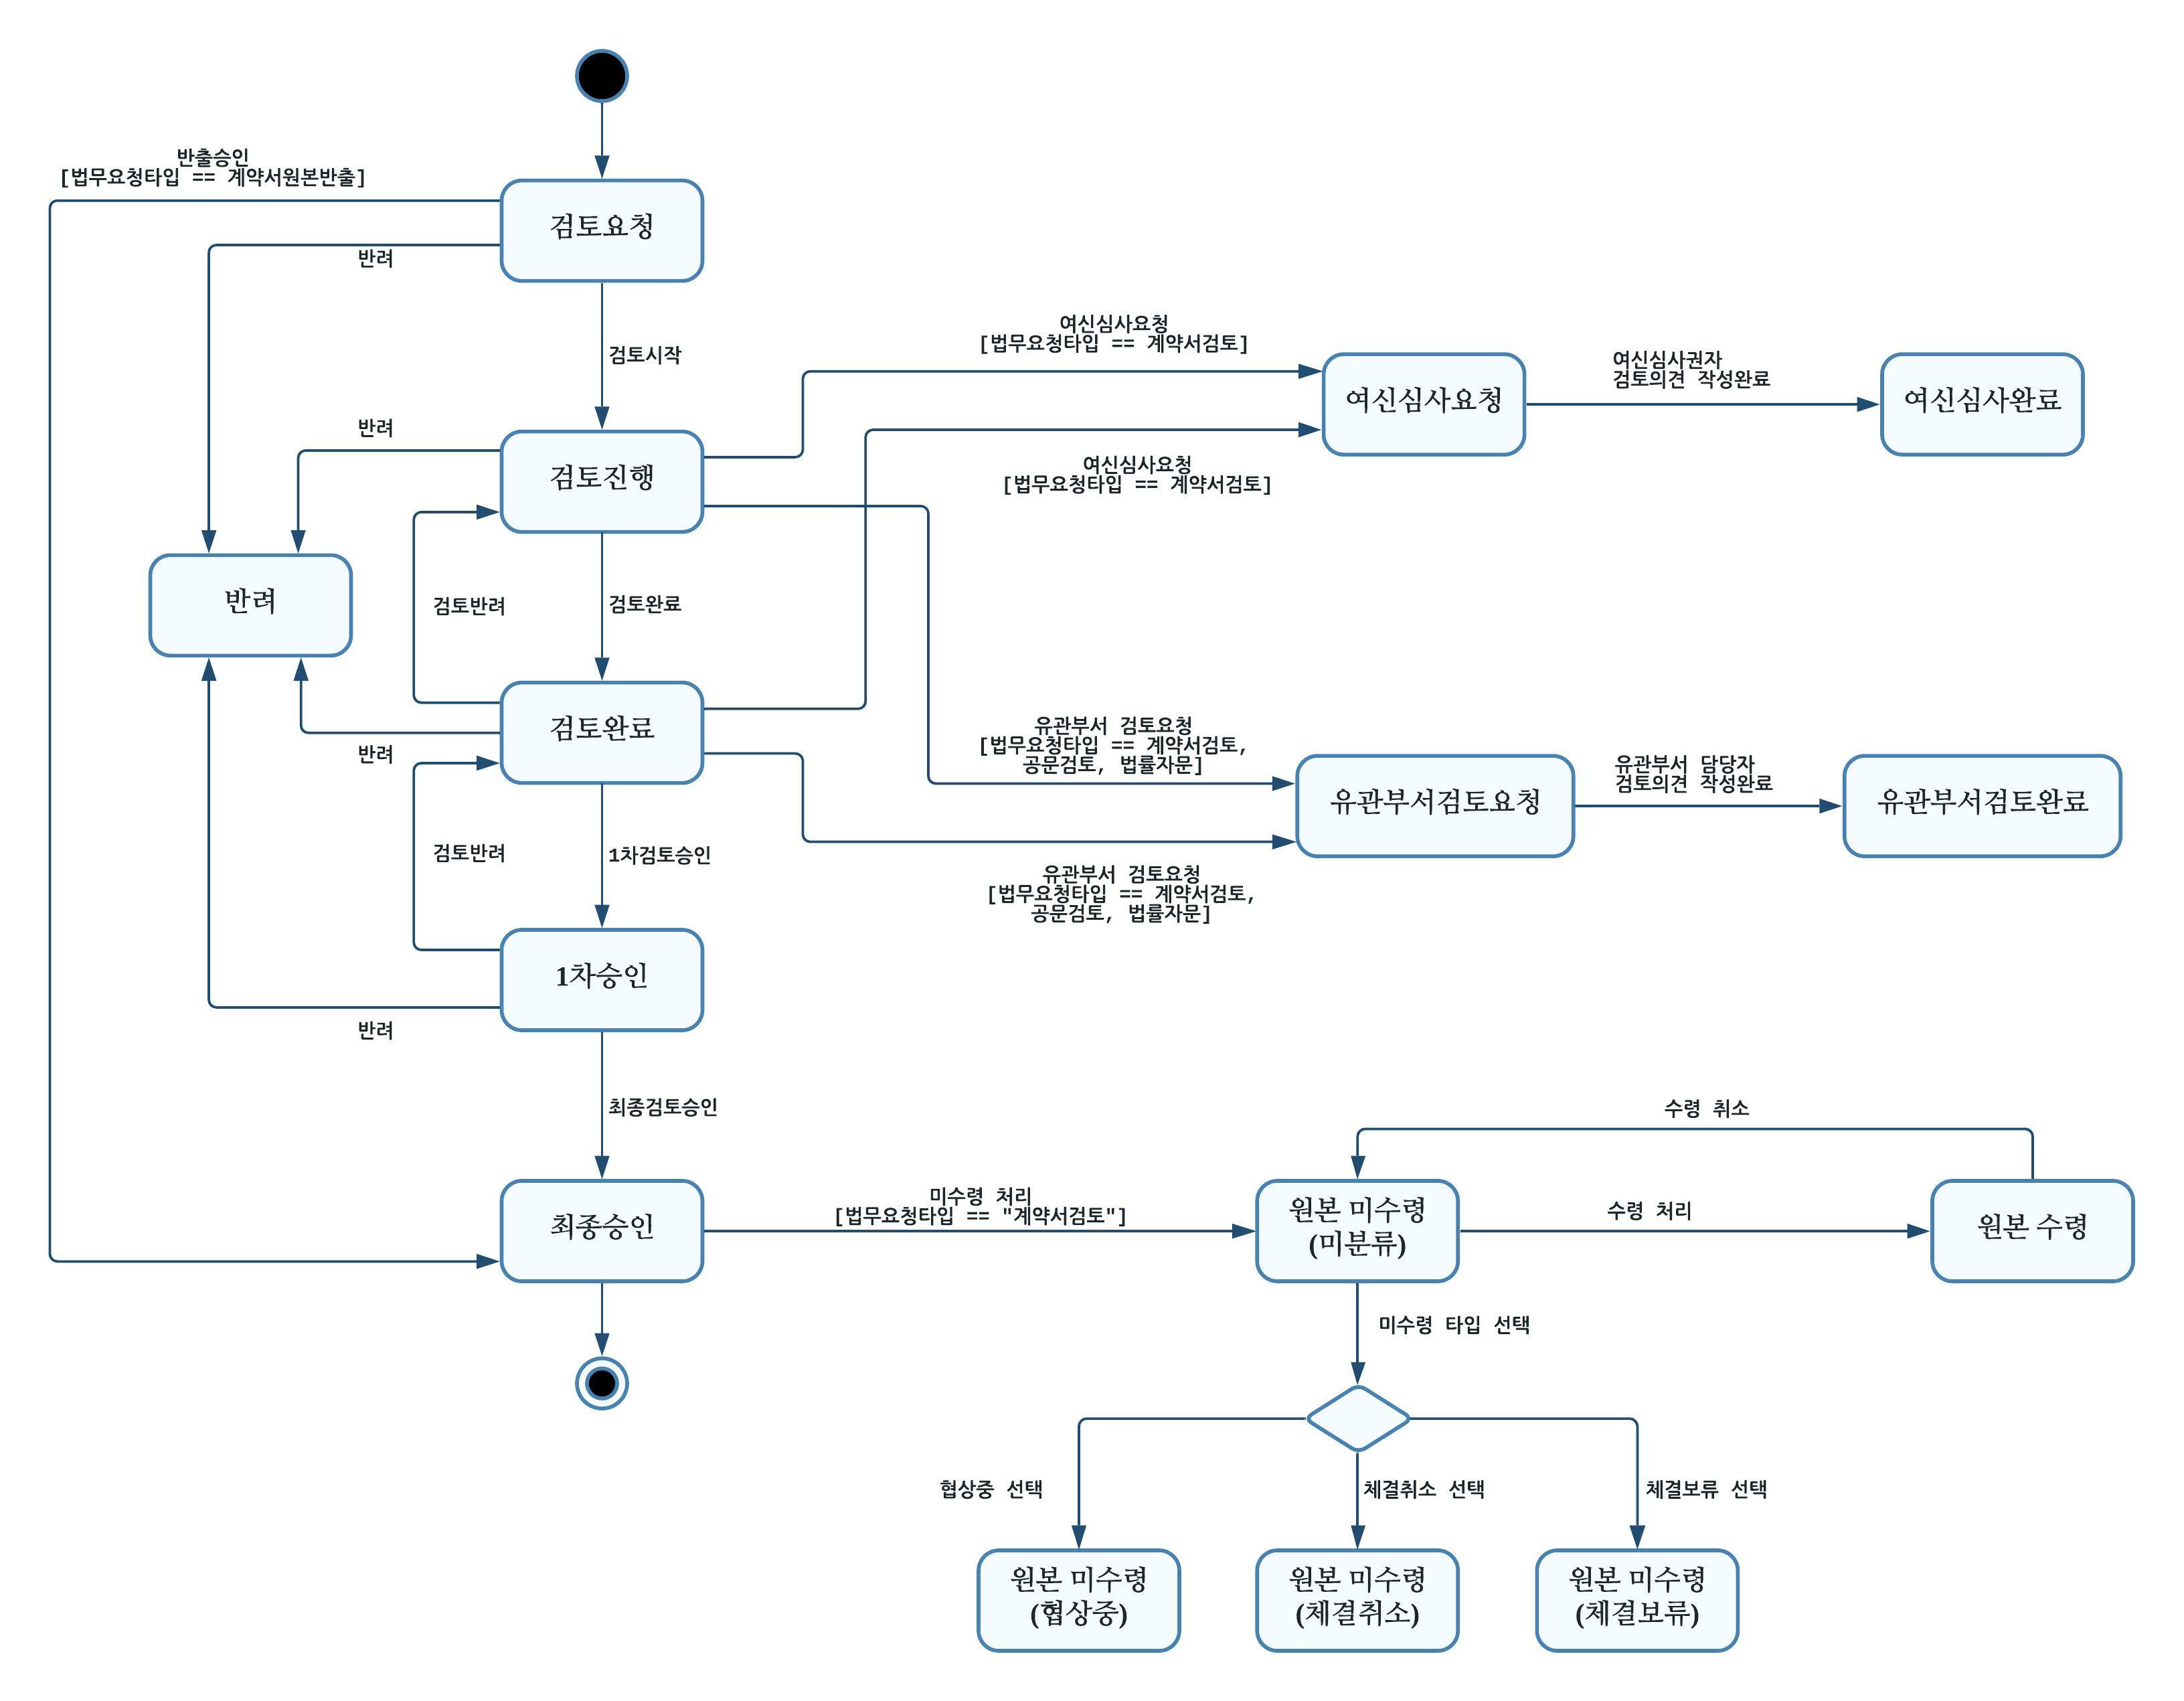 반출승인
[법무요청타입 == 계약서원본반출]
검토요청
반려
검토시작
여신심사요청
[법무요청타입 == 계약서검토]
여신심사권자
검토의견 작성완료
여신심사요청
여신심사완료
반려
검토진행
여신심사요청
[법무요청타입 == 계약서검토]
반려
검토반려
검토완료
검토완료
반려
유관부서 검토요청
[법무요청타입 == 계약서검토,
공문검토, 법률자문]
유관부서 담당자
검토의견 작성완료
유관부서검토요청
유관부서검토완료
검토반려
1차검토승인
유관부서 검토요청
[법무요청타입 == 계약서검토,
공문검토, 법률자문]
1차승인
반려
최종검토승인
수령 취소
최종승인
미수령 처리
[법무요청타입 == "계약서검토"]
원본 미수령
(미분류)
수령 처리
원본 수령
미수령 타입 선택
협상중 선택
체결취소 선택
체결보류 선택
원본 미수령
(협상중)
원본 미수령
(체결취소)
원본 미수령
(체결보류)